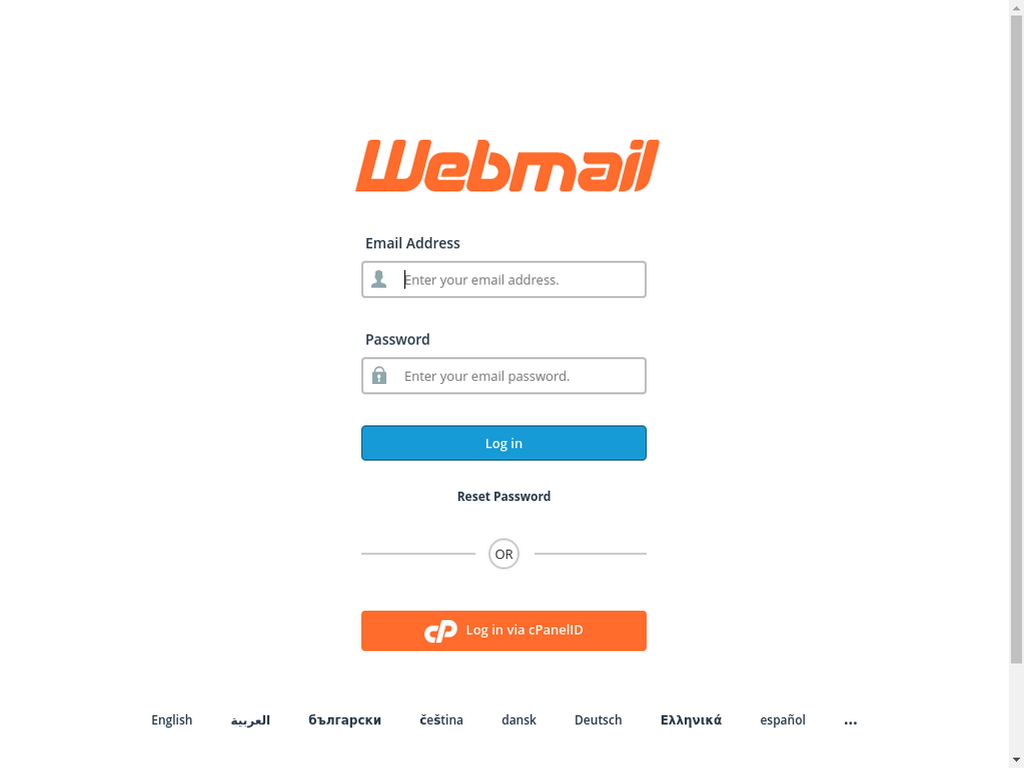 Webmail
Email Address
Enter your email address.
Password
Enter your email password.
Log in
Reset Password
OR
cP Log in via cPanelID
English العربية български čeština dansk Deutsch Ελληνικά español ...